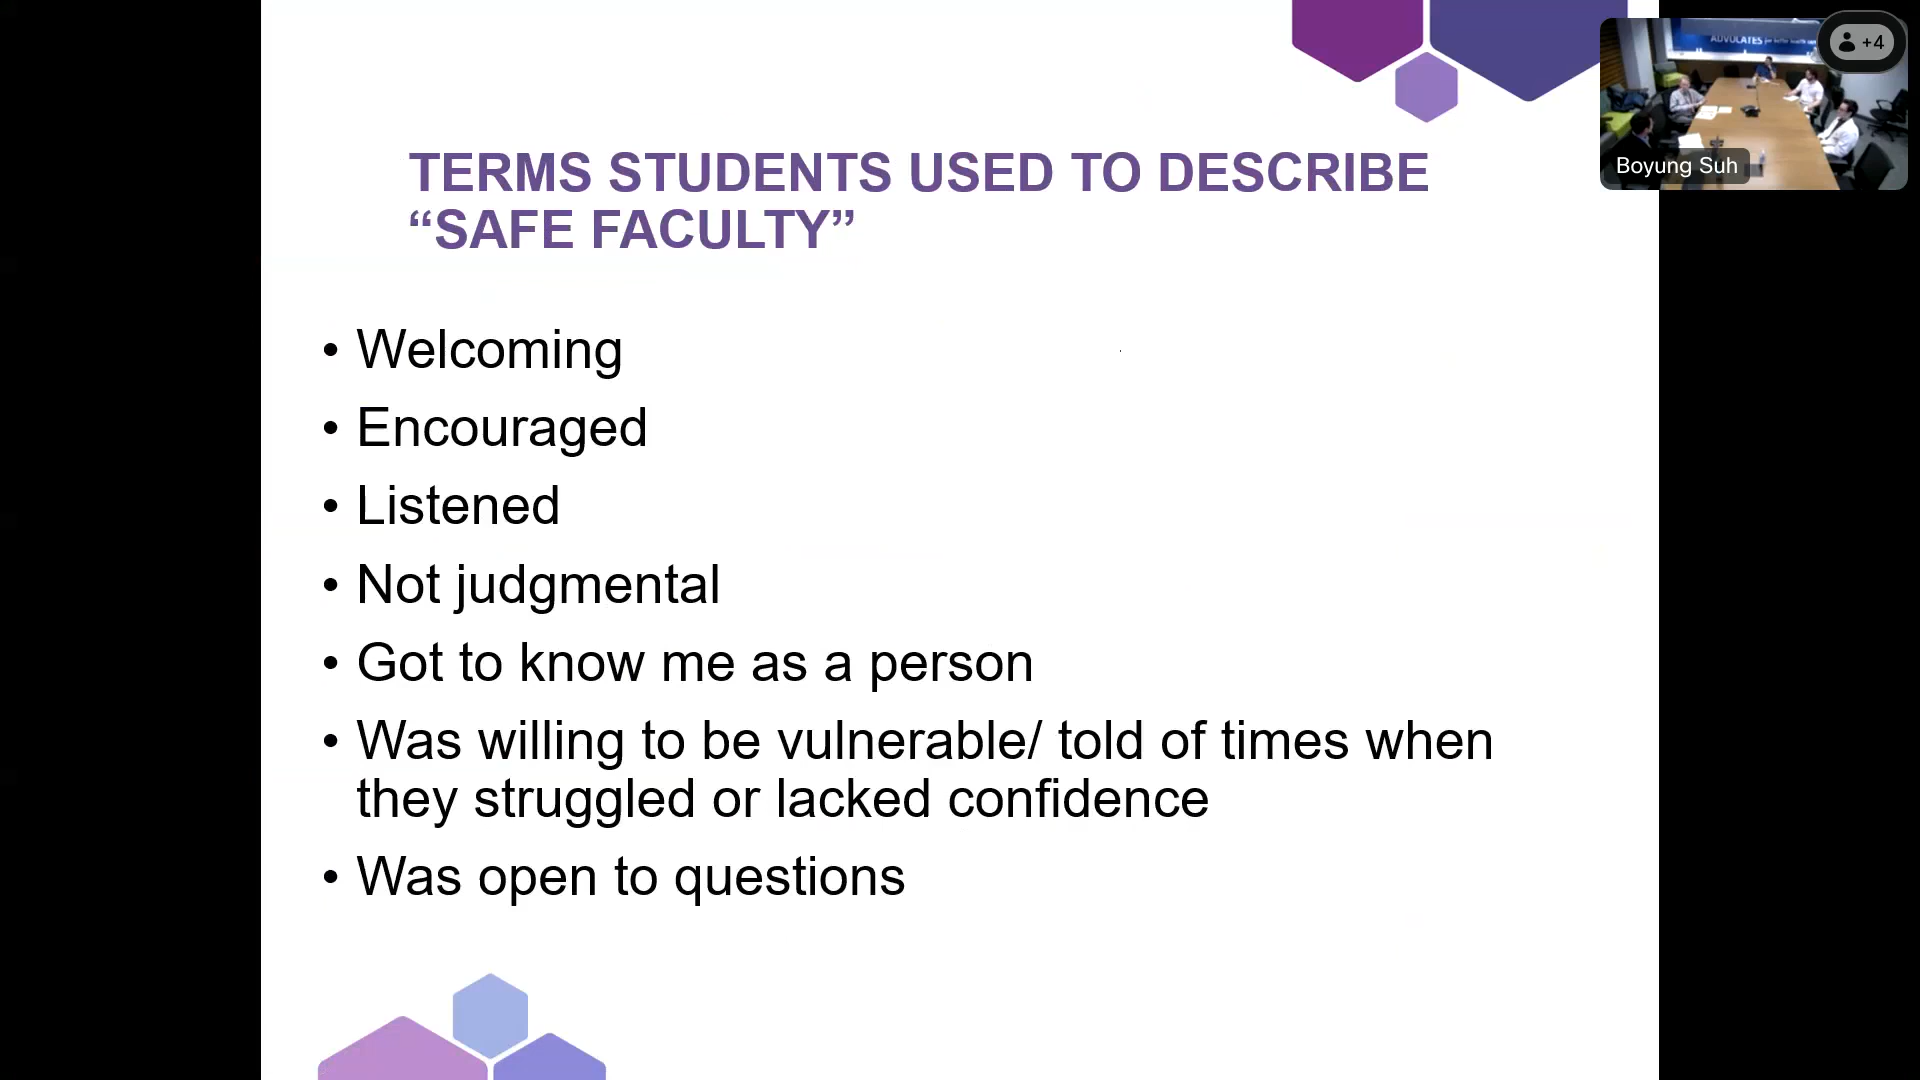 TERMS STUDENTS USED TO DESCRIBE
“SAFE FACULTY”
• Welcoming
• Encouraged
• Listened
• Not judgmental
• Got to know me as a person
• Was willing to be vulnerable/ told of times when
they struggled or lacked confidence
• Was open to questions
ADVOCATES
+4
Boyung Suh